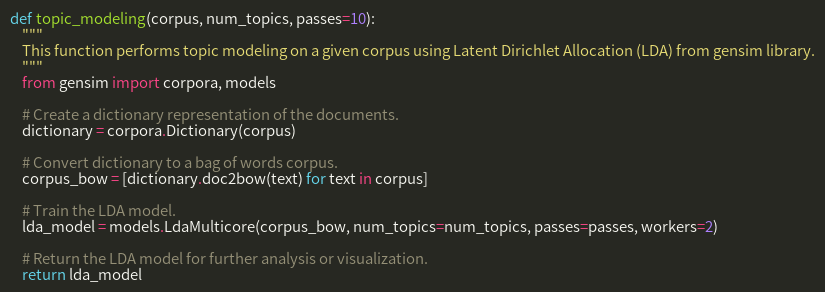 def topic_modeling(corpus, num_topics, passes=10):
"""
This function performs topic modeling on a given corpus using Latent Dirichlet Allocation (LDA) from gensim library.
"""
from gensim import corpora, models
# Create a dictionary representation of the documents.
dictionary = corpora.Dictionary(corpus)
# Convert dictionary to a bag of words corpus.
corpus_bow = [dictionary.doc2bow(text) for text in corpus]
# Train the LDA model.
lda_model = models.LdaMulticore(corpus_bow, num_topics=num_topics, passes=passes, workers=2)
# Return the LDA model for further analysis or visualization.
return lda_model